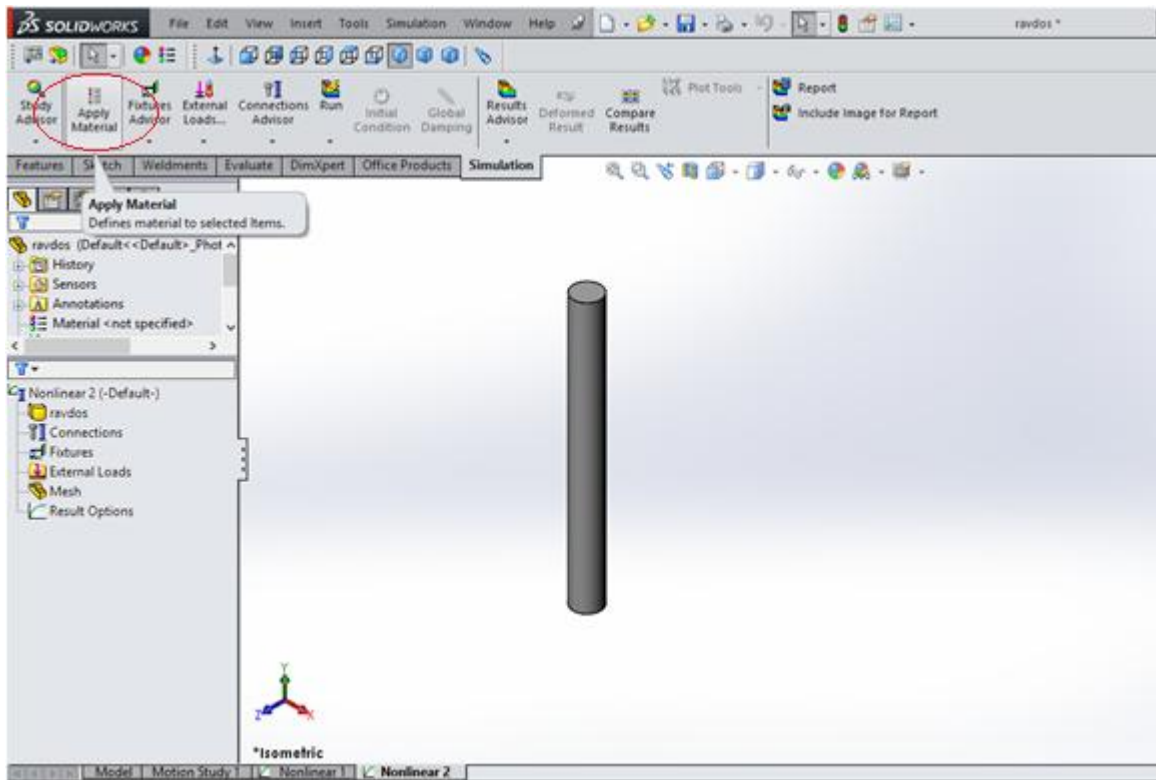 SOLIDWORKS File Edit View Insert Tools Simulation Window Help ravdos *
Study Advisor
Apply Material
Fixtures Advisor
External Loads...
Connections Advisor
Run
Initial Condition
Global Damping
Results Advisor
Deformed Result
Compare Results
Plot Tools
Report
Include Image for Report
Features Sketch Weldments Evaluate DimXpert Office Products Simulation
Apply Material
Defines material to selected Items.
ravdos (Default<<Default>_Phot
History
Sensors
Annotations
Material <not specified>
Nonlinear 2 (-Default-)
ravdos
Connections
Fixtures
External Loads
Mesh
Result Options
Y
Z X
*Isometric
Model Motion Study 1 Nonlinear 1 Nonlinear 2